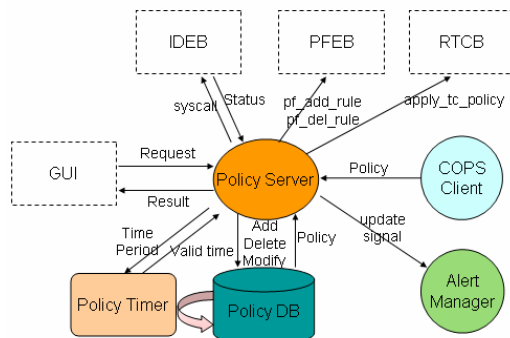 IDEB
PFEB
RTCB
syscall
Status
pf_add_rule
pf_del_rule
apply_tc_policy
GUI
Request
Result
Policy Server
Policy
COPS
Client
Time
Period
Valid time
Add
Delete
Modify
Policy
update
signal
Policy Timer
Policy DB
Alert
Manager